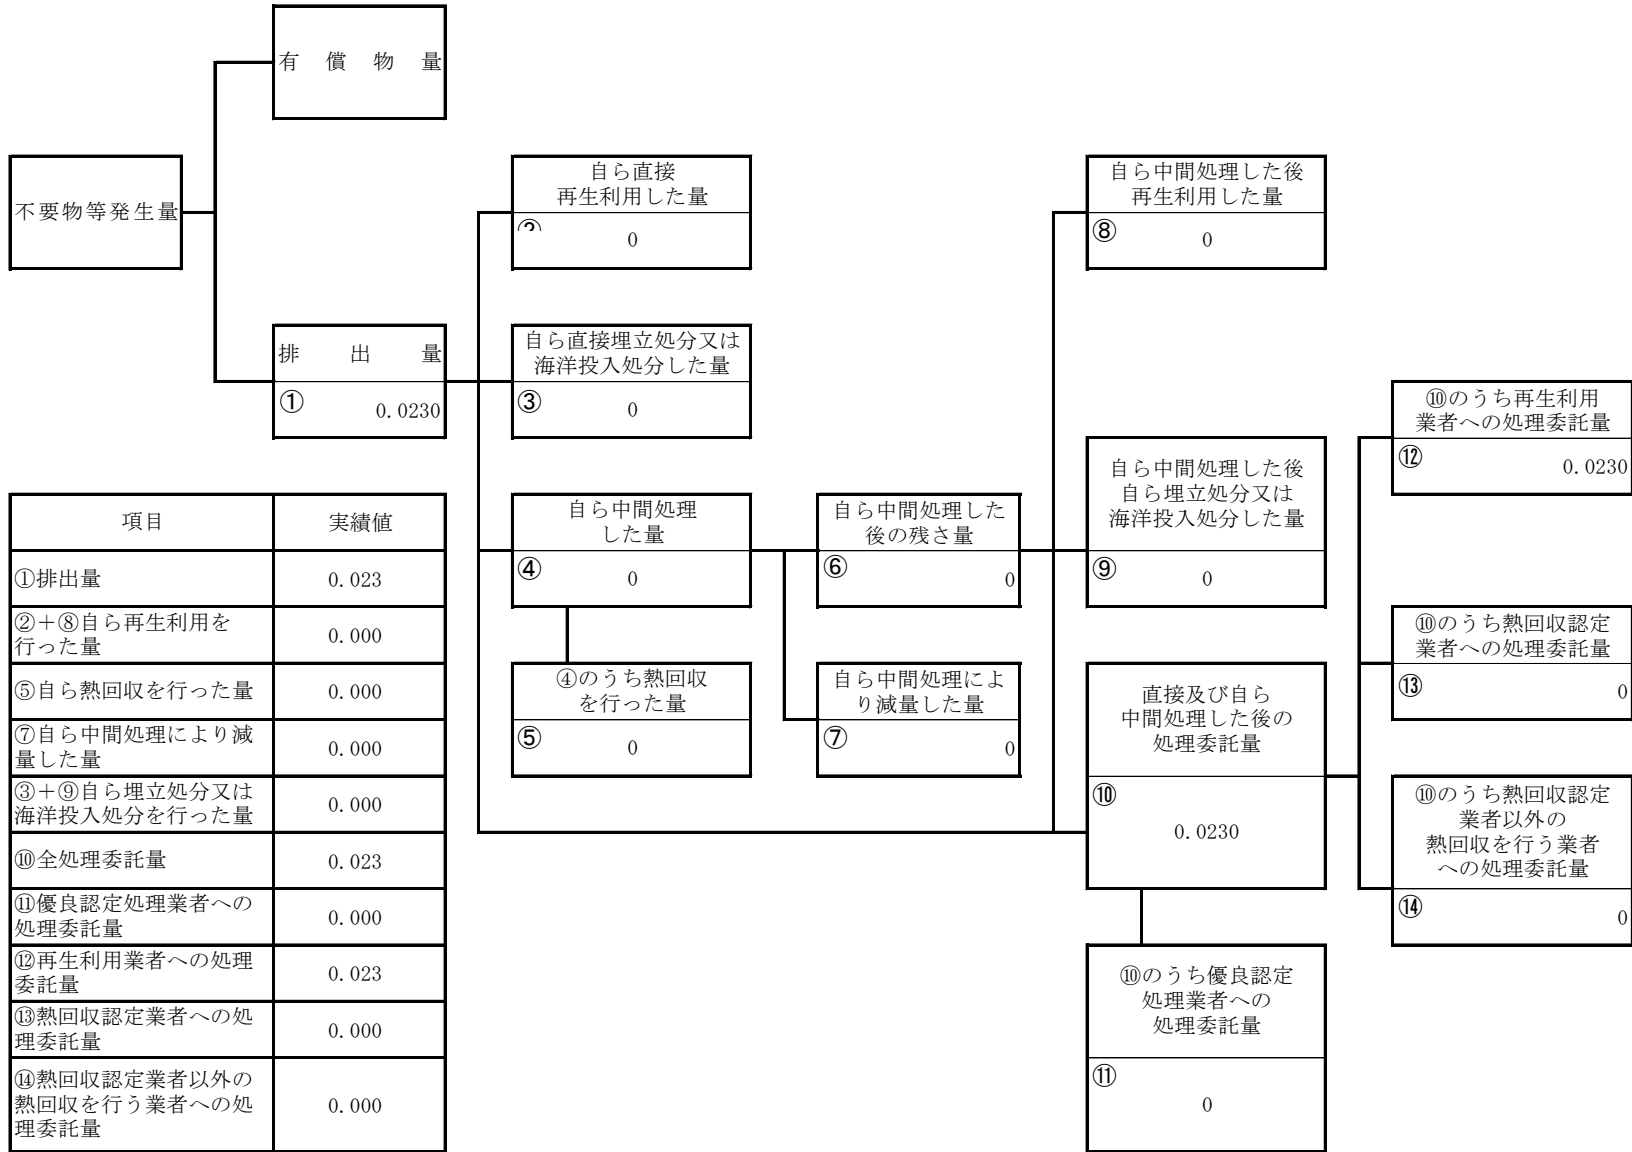 有償物量
不要物等発生量
排出量
① 0.0230
自ら直接
再生利用した量
② 0
自ら直接埋立処分又は
海洋投入処分した量
③ 0
自ら中間処理
した量
④ 0
④のうち熱回収
を行った量
⑤ 0
自ら中間処理した
後の残さ量
⑥ 0
自ら中間処理によ
り減量した量
⑦ 0
自ら中間処理した後
再生利用した量
⑧ 0
自ら中間処理した後
自ら埋立処分又は
海洋投入処分した量
⑨ 0
直接及び自ら
中間処理した後の
処理委託量
⑩
0.0230
⑩のうち優良認定
処理業者への
処理委託量
⑪
0
⑩のうち再生利用
業者への処理委託量
⑫ 0.0230
⑩のうち熱回収認定
業者への処理委託量
⑬ 0
⑩のうち熱回収認定
業者以外の
熱回収を行う業者
への処理委託量
⑭ 0
項目 実績値
①排出量 0.023
②+⑧自ら再生利用を
行った量 0.000
⑤自ら熱回収を行った量 0.000
⑦自ら中間処理により減
量した量 0.000
③+⑨自ら埋立処分又は
海洋投入処分を行った量 0.000
⑩全処理委託量 0.023
⑪優良認定処理業者への
処理委託量 0.000
⑫再生利用業者への処理
委託量 0.023
⑬熱回収認定業者への処
理委託量 0.000
⑭熱回収認定業者以外の
熱回収を行う業者への処
理委託量 0.000